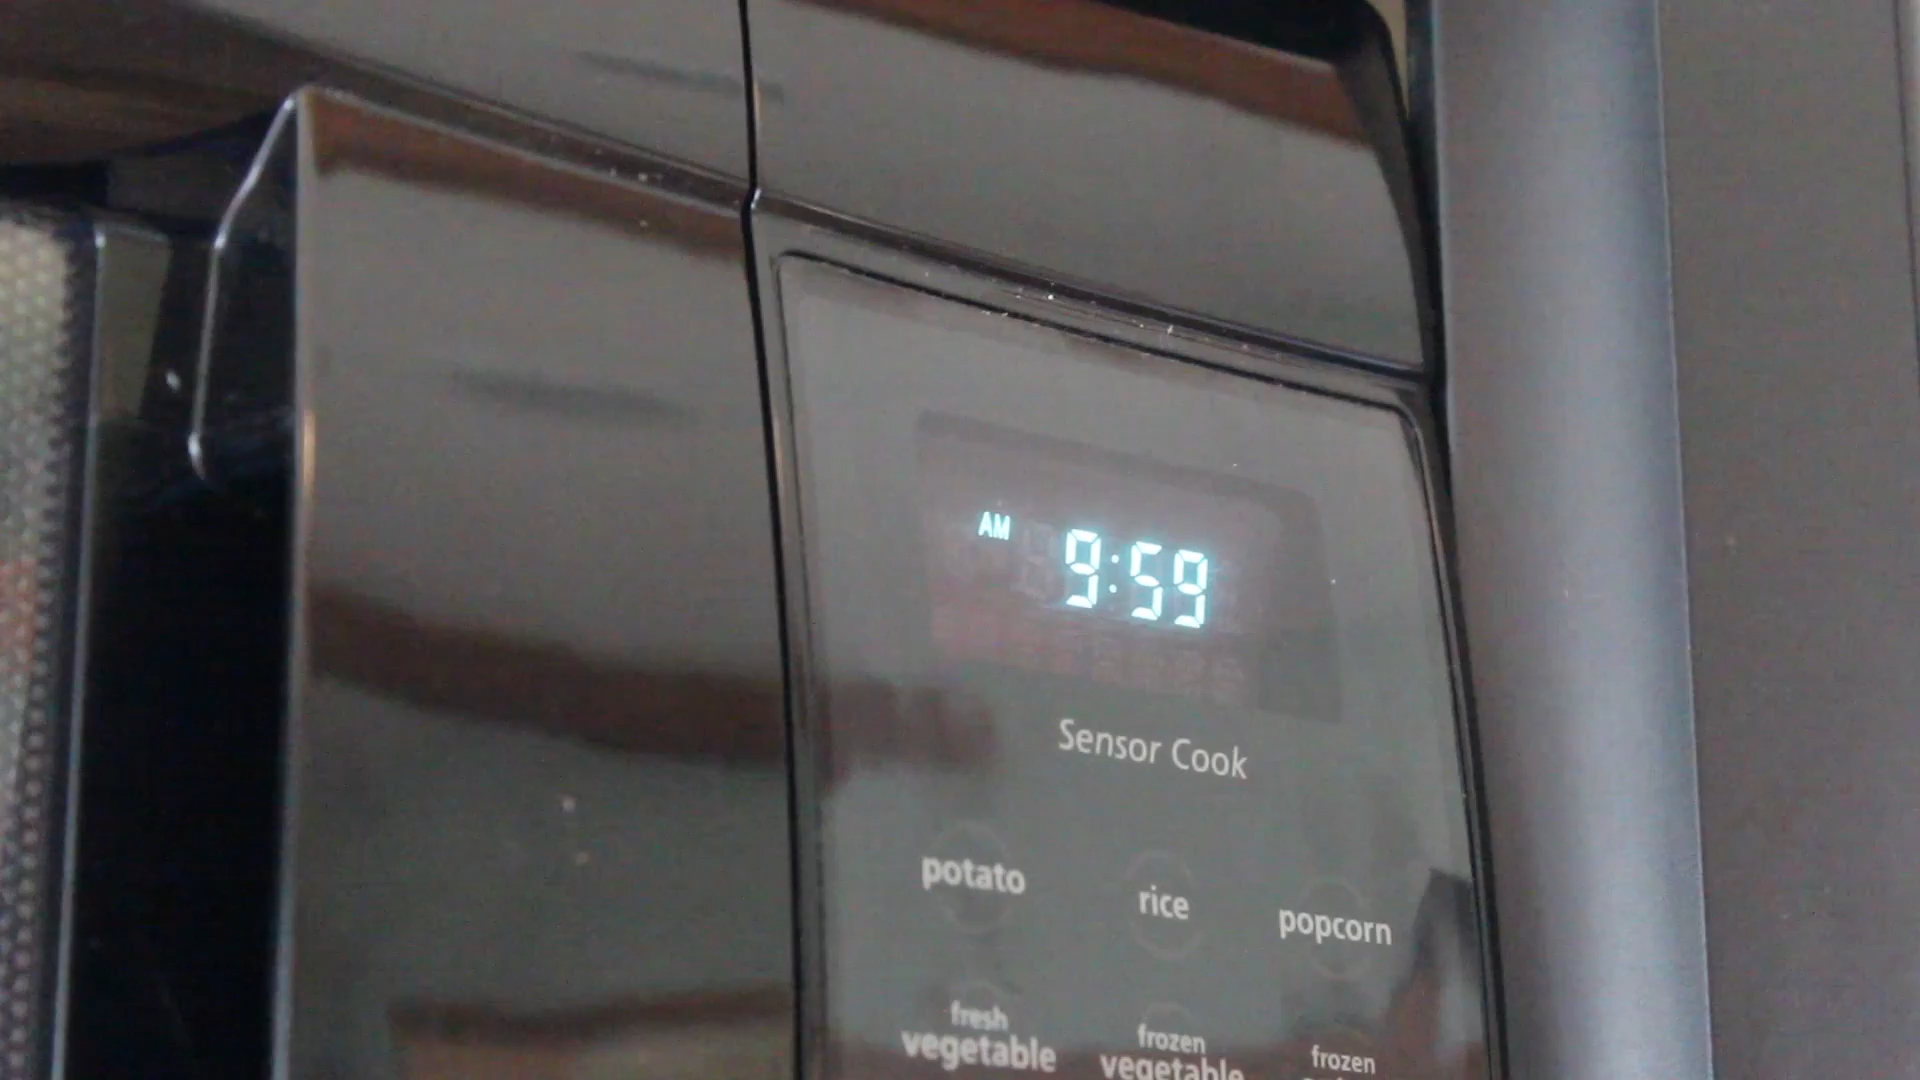 AM 9:59
Sensor Cook
potato rice popcorn
fresh
vegetable
frozen
vegetable
frozen